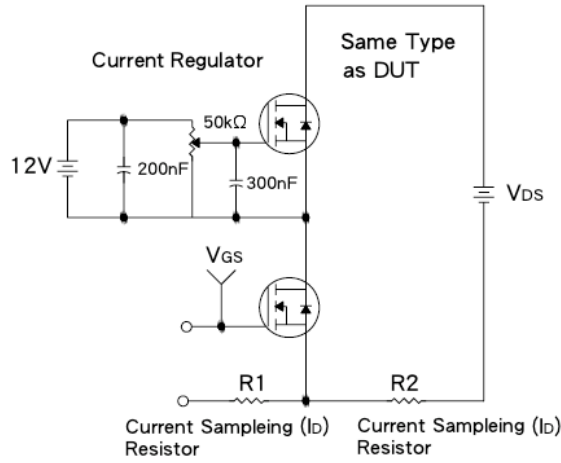 Same Type
as DUT
Current Regulator
50kΩ
12V
200nF
300nF
VDS
VGS
R1
R2
Current Sampleing (ID)
Resistor
Current Sampleing (ID)
Resistor